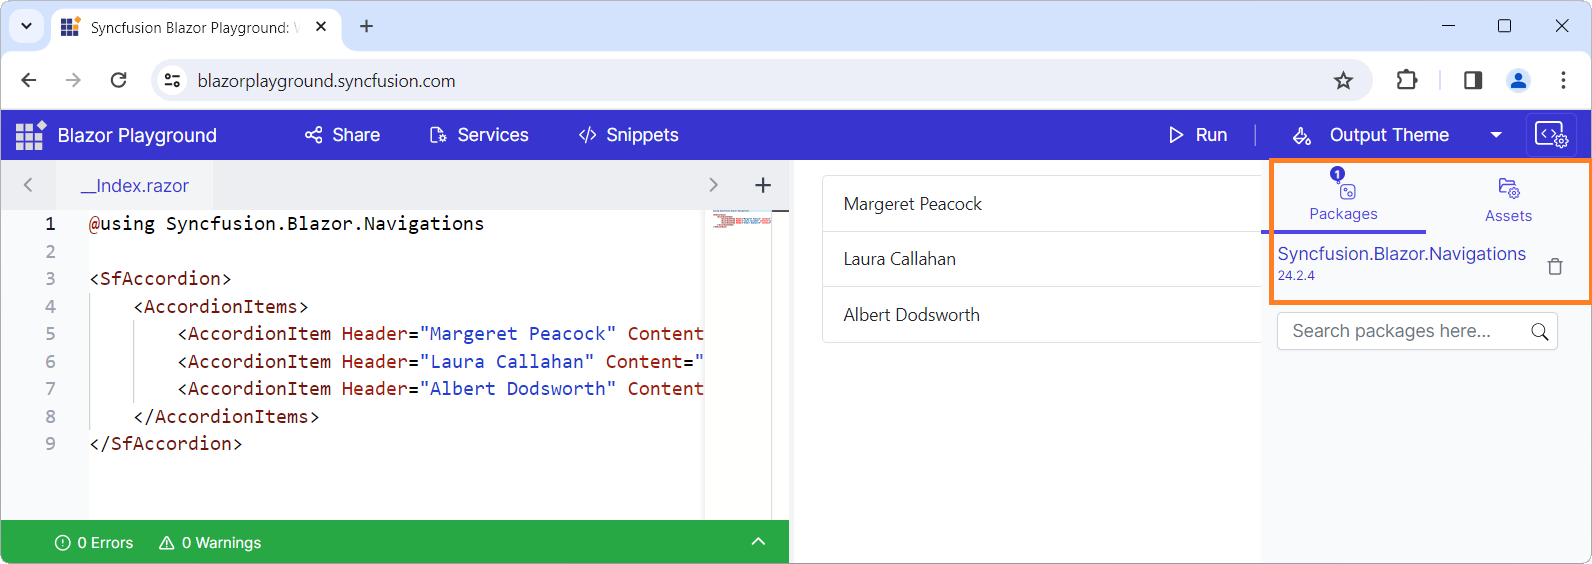 Syncfusion Blazor Playground:
blazorplayground.syncfusion.com
Blazor Playground
Share
Services
Snippets
Run
Output Theme
__Index.razor
1 @using Syncfusion.Blazor.Navigations
2
3 <SfAccordion>
4 <AccordionItems>
5 <AccordionItem Header="Margeret Peacock" Content
6 <AccordionItem Header="Laura Callahan" Content="
7 <AccordionItem Header="Albert Dodsworth" Content
8 </AccordionItems>
9 </SfAccordion>
0 Errors
0 Warnings
Margeret Peacock
Laura Callahan
Albert Dodsworth
1
Packages
Assets
Syncfusion.Blazor.Navigations
24.2.4
Search packages here...